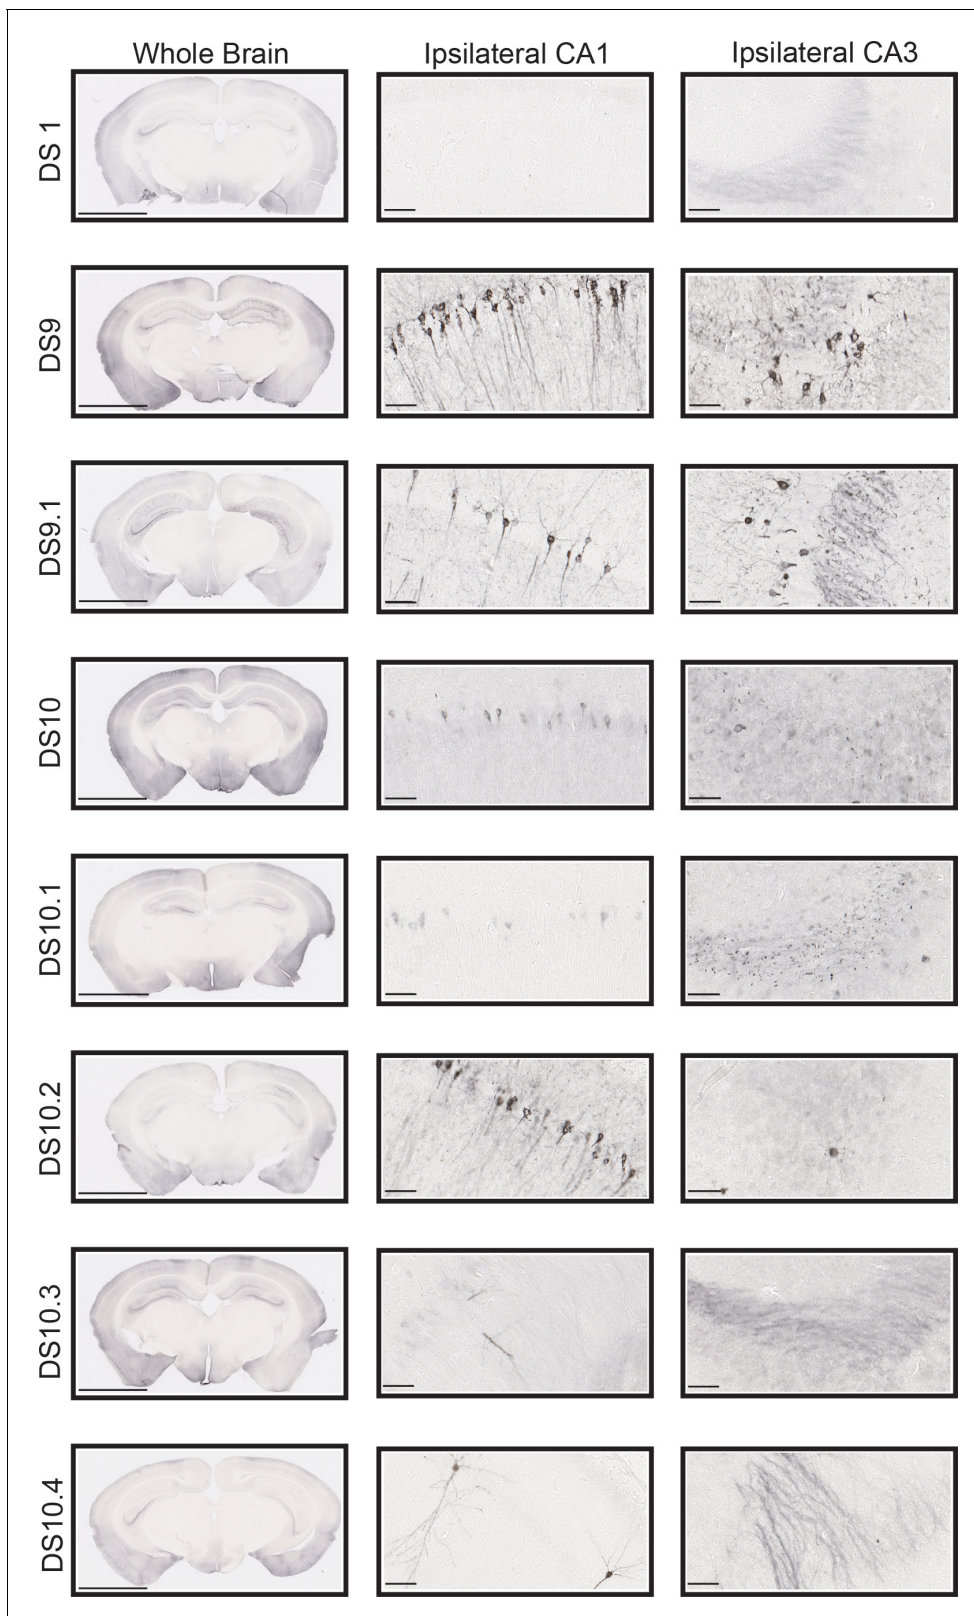 Whole Brain
Ipsilateral CA1
Ipsilateral CA3
DS 1
DS9
DS9.1
DS10
DS10.1
DS10.2
DS10.3
DS10.4